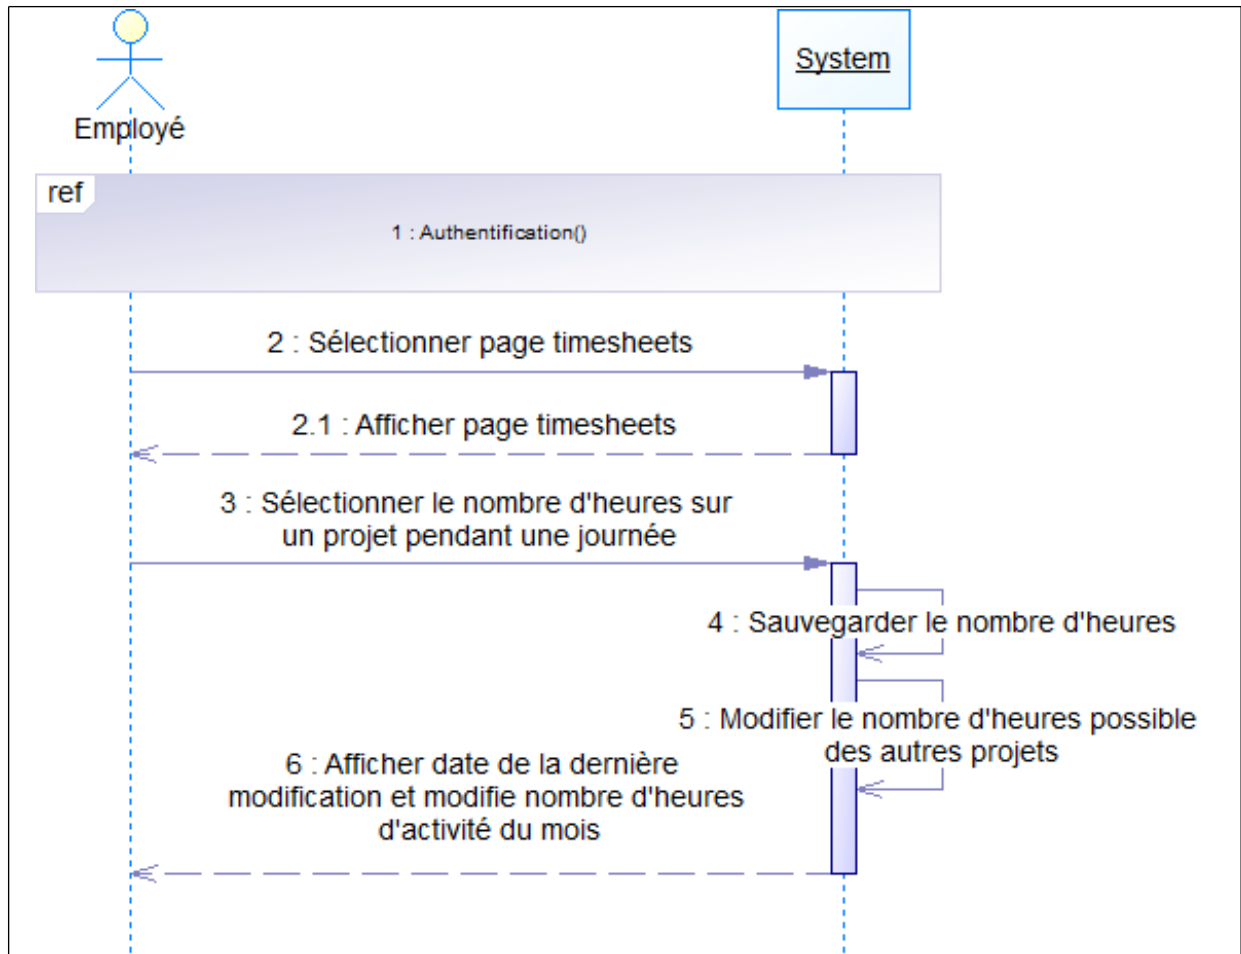 System
Employé
ref
1 : Authentification()
2 : Sélectionner page timesheets
2.1 : Afficher page timesheets
3 : Sélectionner le nombre d'heures sur
un projet pendant une journée
4 : Sauvegarder le nombre d'heures
5 : Modifier le nombre d'heures possible
des autres projets
6 : Afficher date de la dernière
modification et modifie nombre d'heures
d'activité du mois